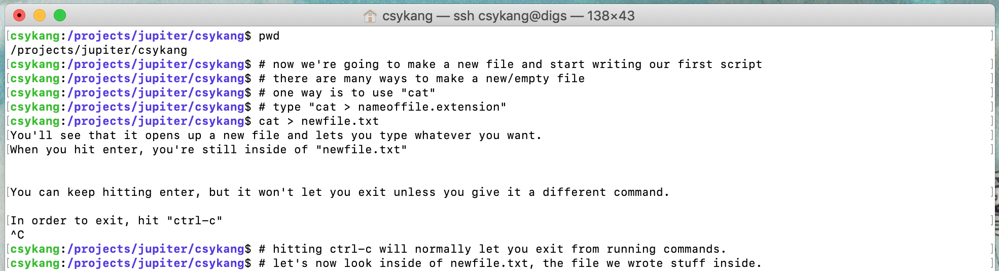 csykang — ssh csykang@digs — 138×43
csykang:/projects/jupiter/csykang$ pwd
/projects/jupiter/csykang
csykang:/projects/jupiter/csykang$ # now we're going to make a new file and start writing our first script
csykang:/projects/jupiter/csykang$ # there are many ways to make a new/empty file
csykang:/projects/jupiter/csykang$ # one way is to use "cat"
csykang:/projects/jupiter/csykang$ # type "cat > nameoffile.extension"
csykang:/projects/jupiter/csykang$ cat > newfile.txt
You'll see that it opens up a new file and lets you type whatever you want.
When you hit enter, you're still inside of "newfile.txt"
You can keep hitting enter, but it won't let you exit unless you give it a different command.
In order to exit, hit "ctrl-c"
^C
csykang:/projects/jupiter/csykang$ # hitting ctrl-c will normally let you exit from running commands.
csykang:/projects/jupiter/csykang$ # let's now look inside of newfile.txt, the file we wrote stuff inside.